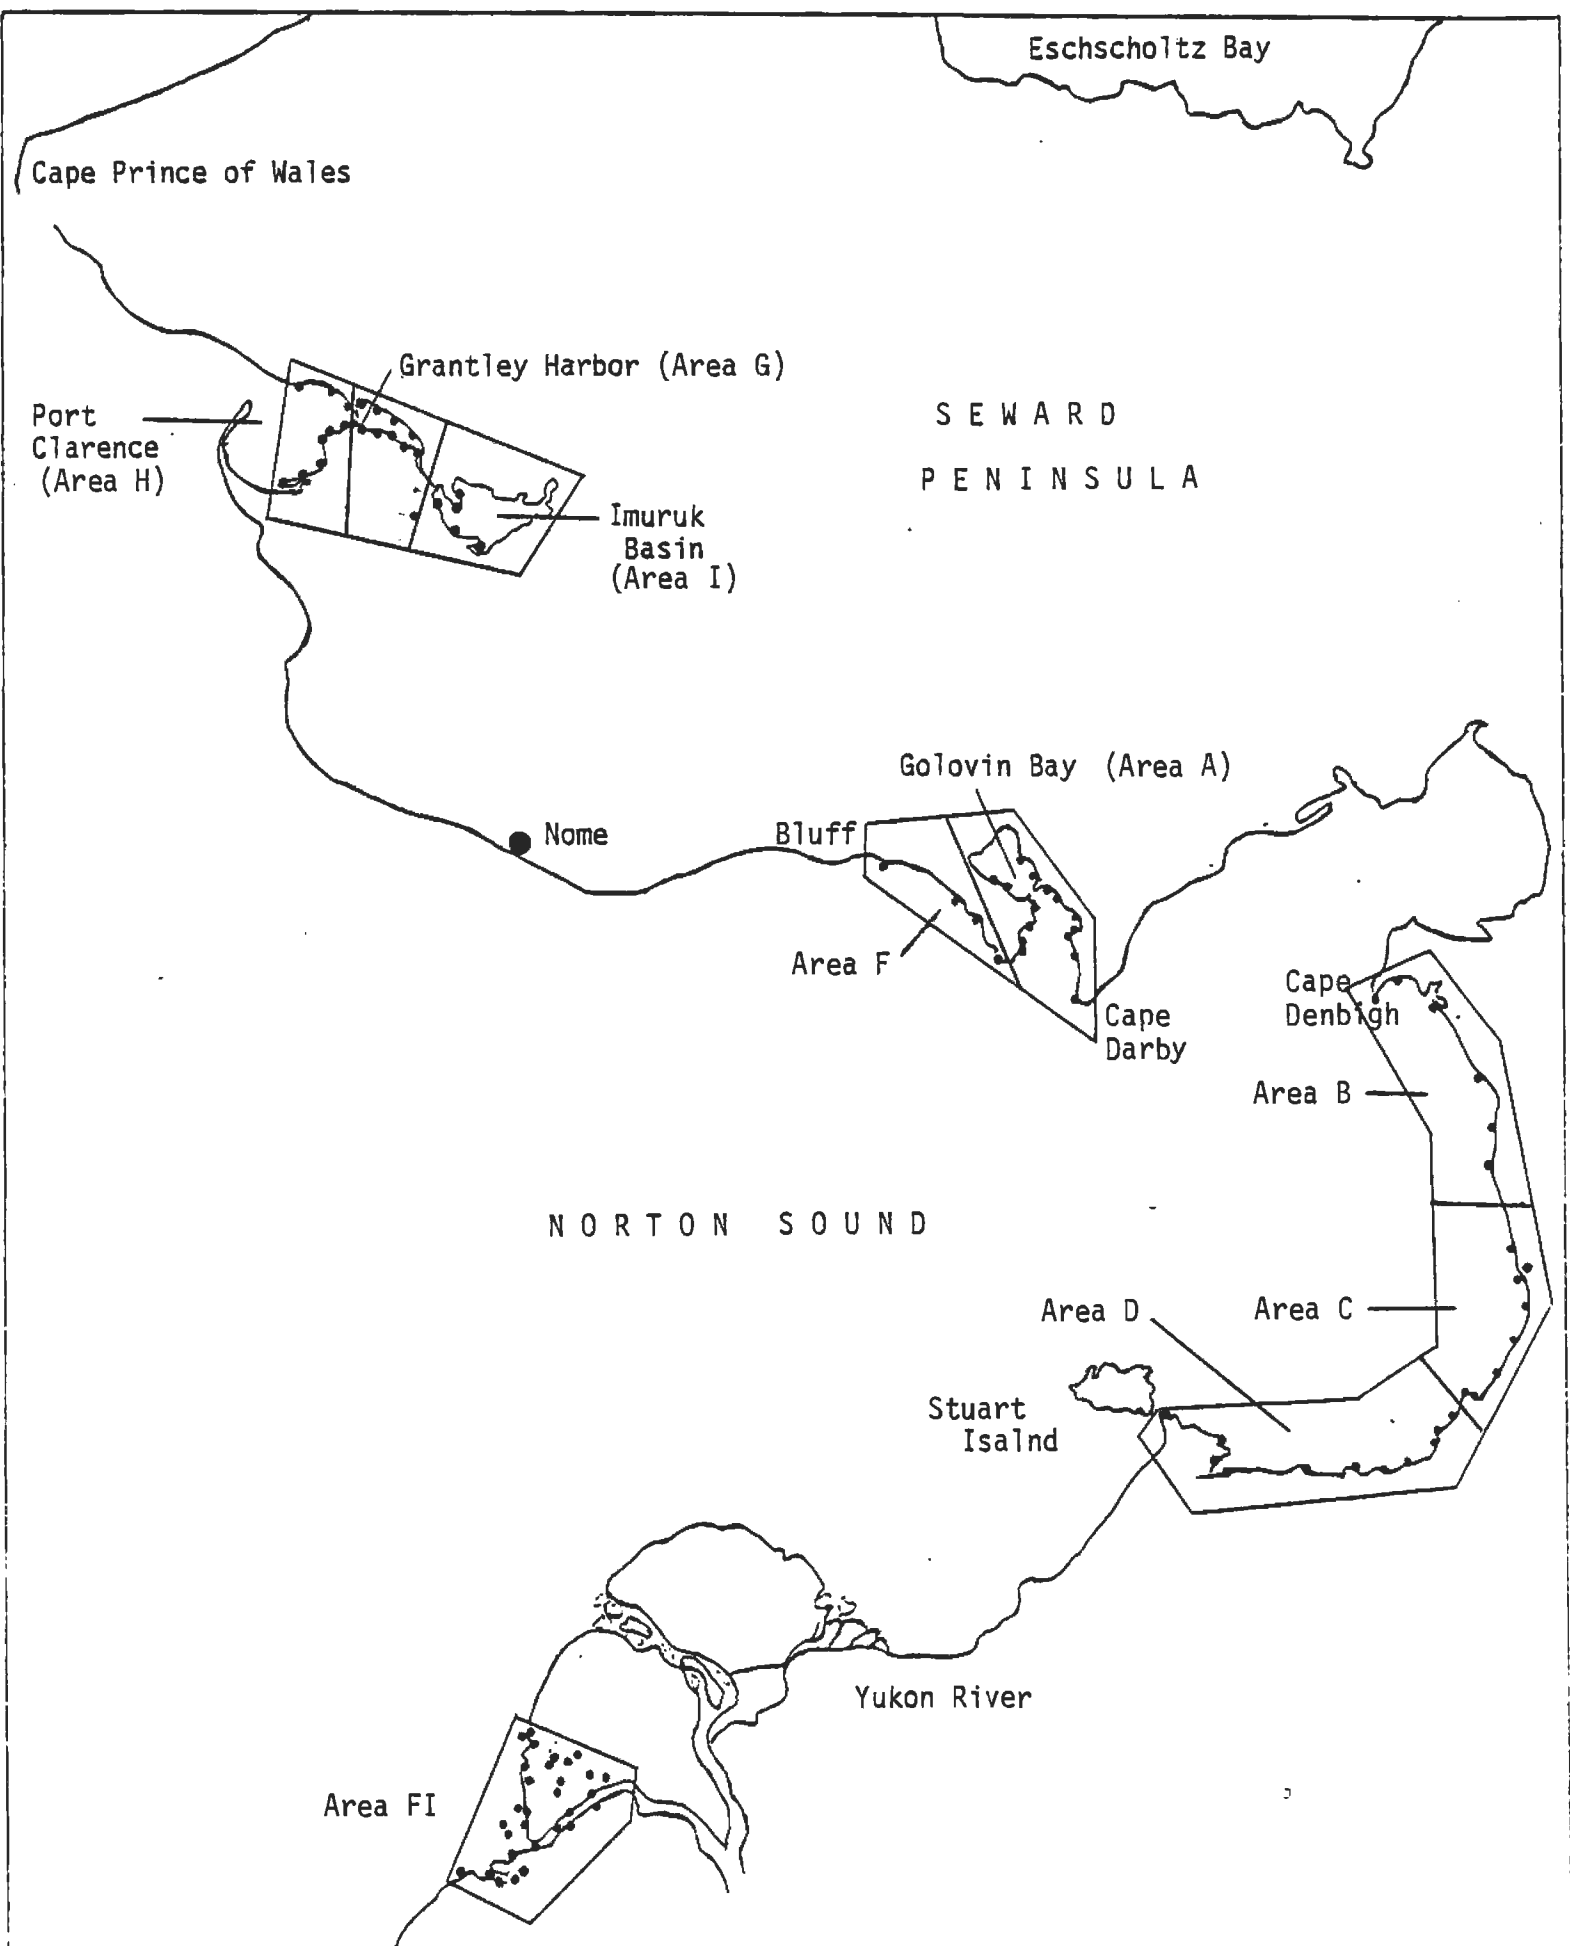 Eschscholtz Bay
Cape Prince of Wales
Grantley Harbor (Area G)
Port
Clarence
(Area H)
SEWARD
PENINSULA
Imuruk
Basin
(Area I)
Golovin Bay (Area A)
Nome
Bluff
Area F
Cape
Darby
Cape
Denbigh
Area B
NORTON SOUND
Area D
Area C
Stuart
Isalnd
Yukon River
Area FI